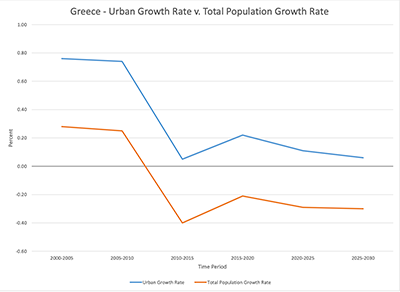 Greece - Urban Growth Rate v. Total Population Growth Rate
1.00
0.80
0.60
0.40
0.20
0.00
-0.20
-0.40
-0.60
Percent
2000-2005 2005-2010 2010-2015 2015-2020 2020-2025 2025-2030
Time Period
Urban Growth Rate Total Population Growth Rate